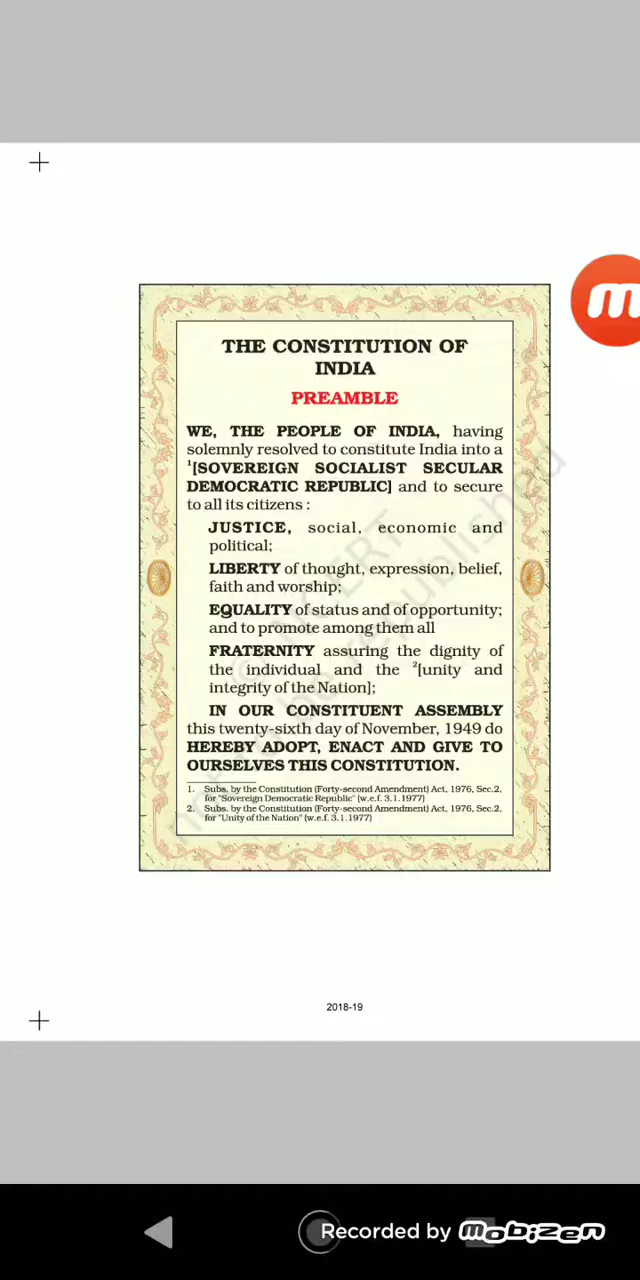 THE CONSTITUTION OF
INDIA
PREAMBLE
WE, THE PEOPLE OF INDIA, having
solemnly resolved to constitute India into a
¹[SOVEREIGN SOCIALIST SECULAR
DEMOCRATIC REPUBLIC] and to secure
to all its citizens :
JUSTICE, social, economic and
political;
LIBERTY of thought, expression, belief,
faith and worship;
EQUALITY of status and of opportunity;
and to promote among them all
FRATERNITY assuring the dignity of
the individual and the ²[unity and
integrity of the Nation];
IN OUR CONSTITUENT ASSEMBLY
this twenty-sixth day of November, 1949 do
HEREBY ADOPT, ENACT AND GIVE TO
OURSELVES THIS CONSTITUTION.
1. Subs. by the Constitution (Forty-second Amendment) Act, 1976, Sec.2,
for "Sovereign Democratic Republic" (w.e.f. 3.1.1977)
2. Subs. by the Constitution (Forty-second Amendment) Act, 1976, Sec.2,
for "Unity of the Nation" (w.e.f. 3.1.1977)
© NCERT
not to be republished
2018-19
m
Recorded by mobizen